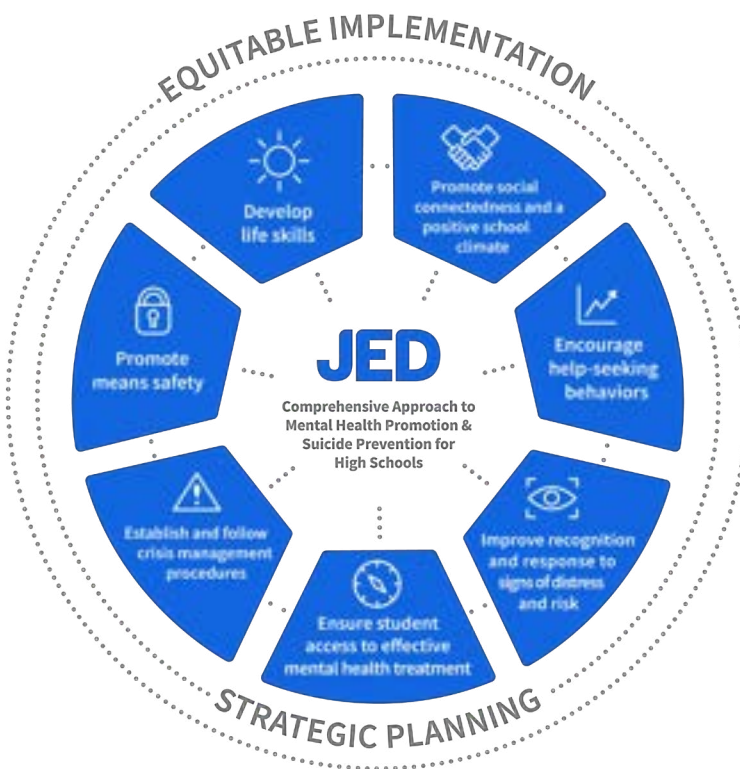 EQUITABLE IMPLEMENTATION
Develop
life skills
Promote social
connectedness and a
positive school
climate
Promote
means safety
Encourage
help-seeking
behaviors
JED
Comprehensive Approach to
Mental Health Promotion &
Suicide Prevention for
High Schools
Establish and follow
crisis management
procedures
Improve recognition
and response to
signs of distress
and risk
Ensure student
access to effective
mental health treatment
STRATEGIC PLANNING